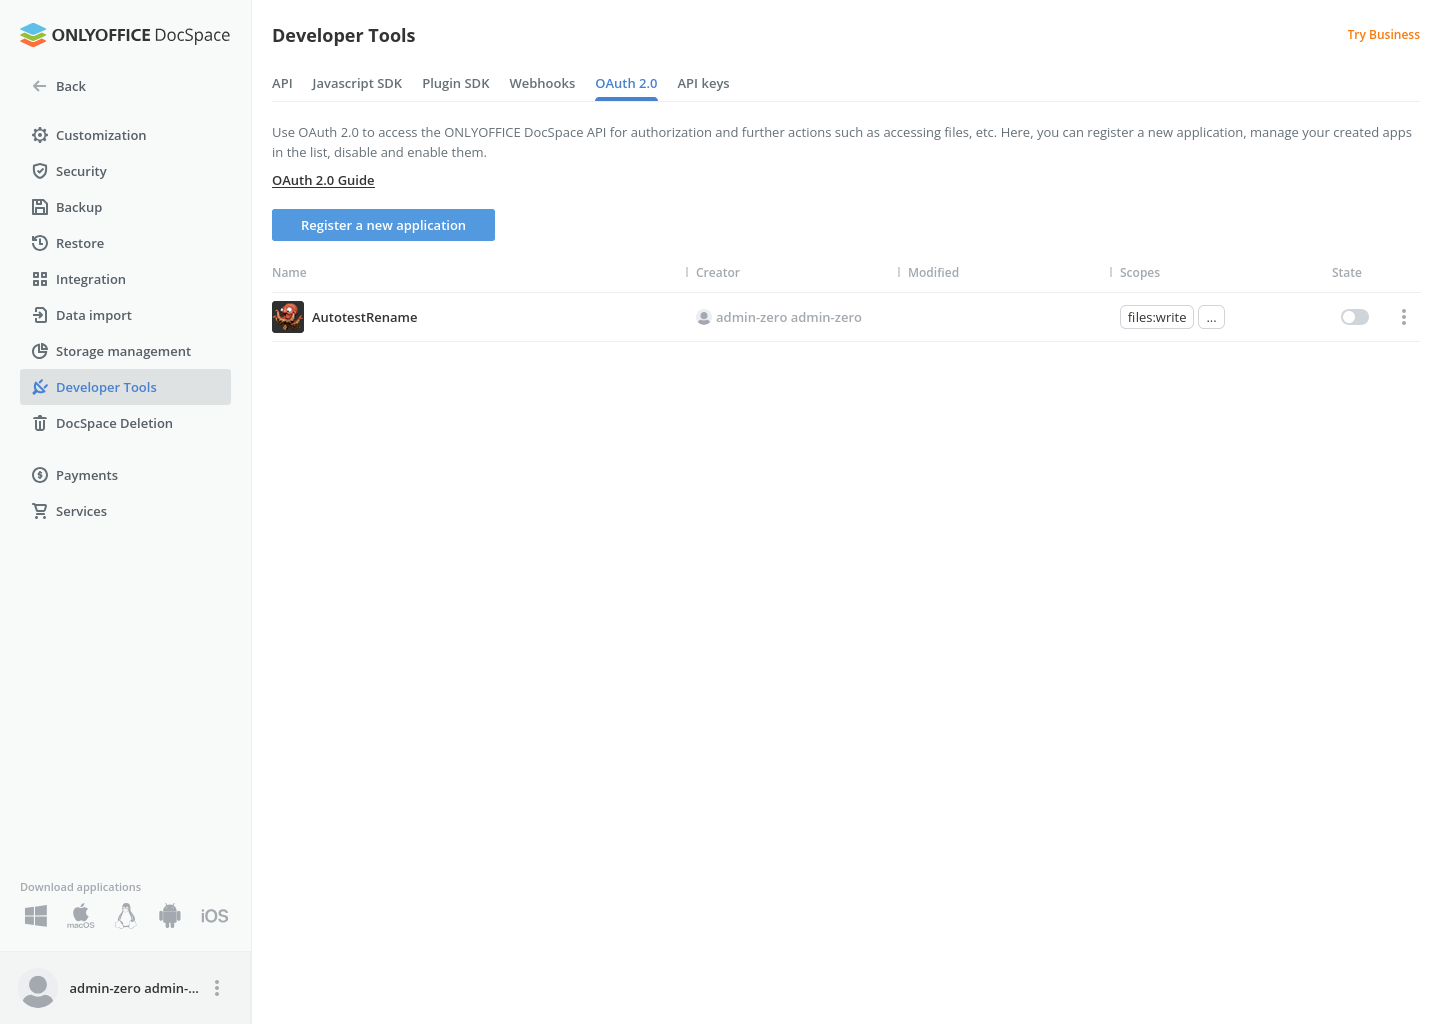 ONLYOFFICE DocSpace
Back
Customization
Security
Backup
Restore
Integration
Data import
Storage management
Developer Tools
DocSpace Deletion
Payments
Services
Download applications
macOS
iOS
admin-zero admin-...
Developer Tools
Try Business
API Javascript SDK Plugin SDK Webhooks OAuth 2.0 API keys
Use OAuth 2.0 to access the ONLYOFFICE DocSpace API for authorization and further actions such as accessing files, etc. Here, you can register a new application, manage your created apps
in the list, disable and enable them.
OAuth 2.0 Guide
Register a new application
Name Creator Modified Scopes State
AutotestRename admin-zero admin-zero files:write ...